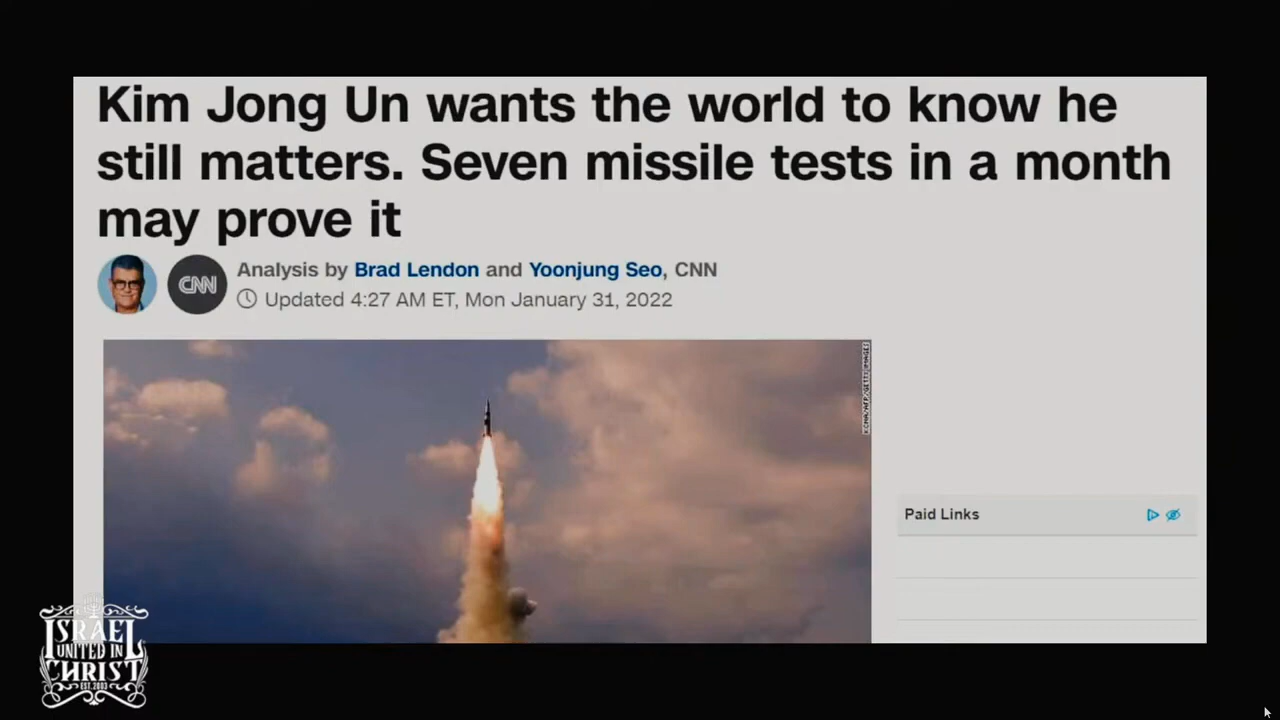 Kim Jong Un wants the world to know he
still matters. Seven missile tests in a month
may prove it
CNN
Analysis by Brad Lendon and Yoonjung Seo, CNN
Updated 4:27 AM ET, Mon January 31, 2022
Paid Links
ISRAEL
UNITED IN
CHRIST
EST. 2003